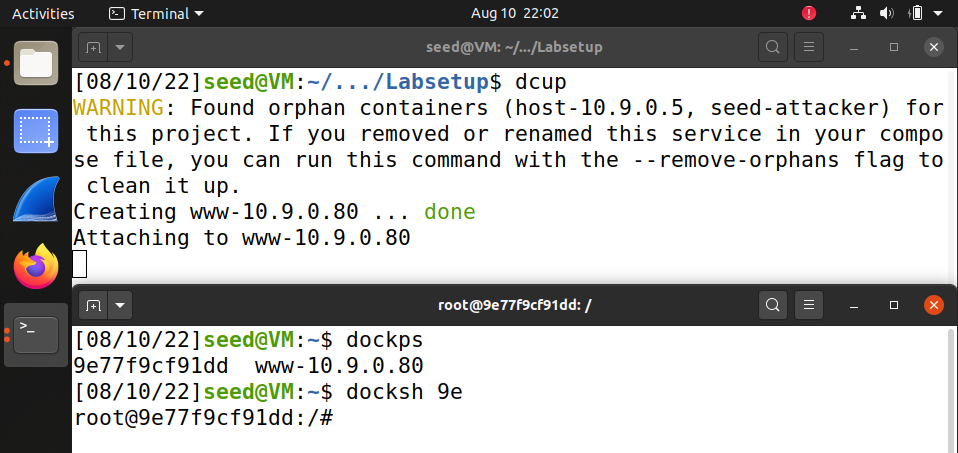 Activities
Terminal
Aug 10 22:02
seed@VM: ~/.../Labsetup
[08/10/22]seed@VM:~/.../Labsetup$ dcup
WARNING: Found orphan containers (host-10.9.0.5, seed-attacker) for
this project. If you removed or renamed this service in your compo
se file, you can run this command with the --remove-orphans flag to
clean it up.
Creating www-10.9.0.80 ... done
Attaching to www-10.9.0.80
root@9e77f9cf91dd: /
[08/10/22]seed@VM:~$ dockps
9e77f9cf91dd  www-10.9.0.80
[08/10/22]seed@VM:~$ docksh 9e
root@9e77f9cf91dd:/#